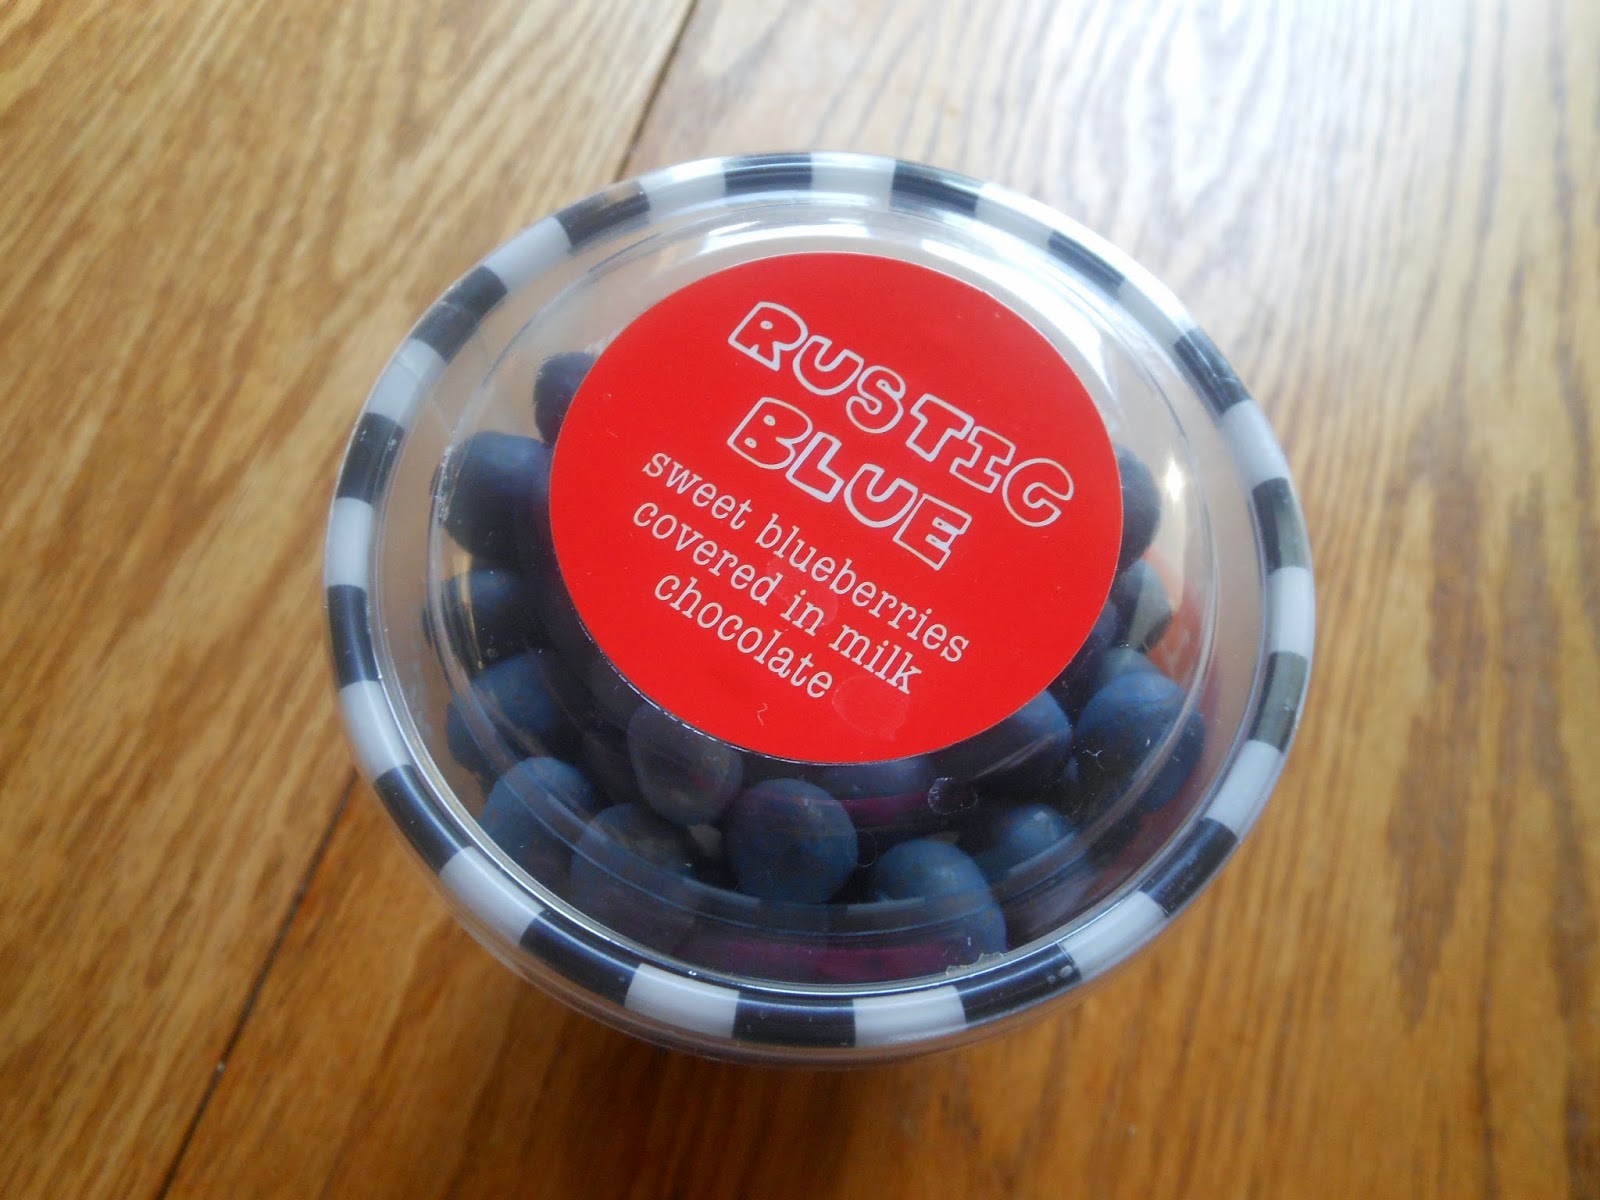 RUSTIC
BLUE
sweet blueberries
covered in milk
chocolate